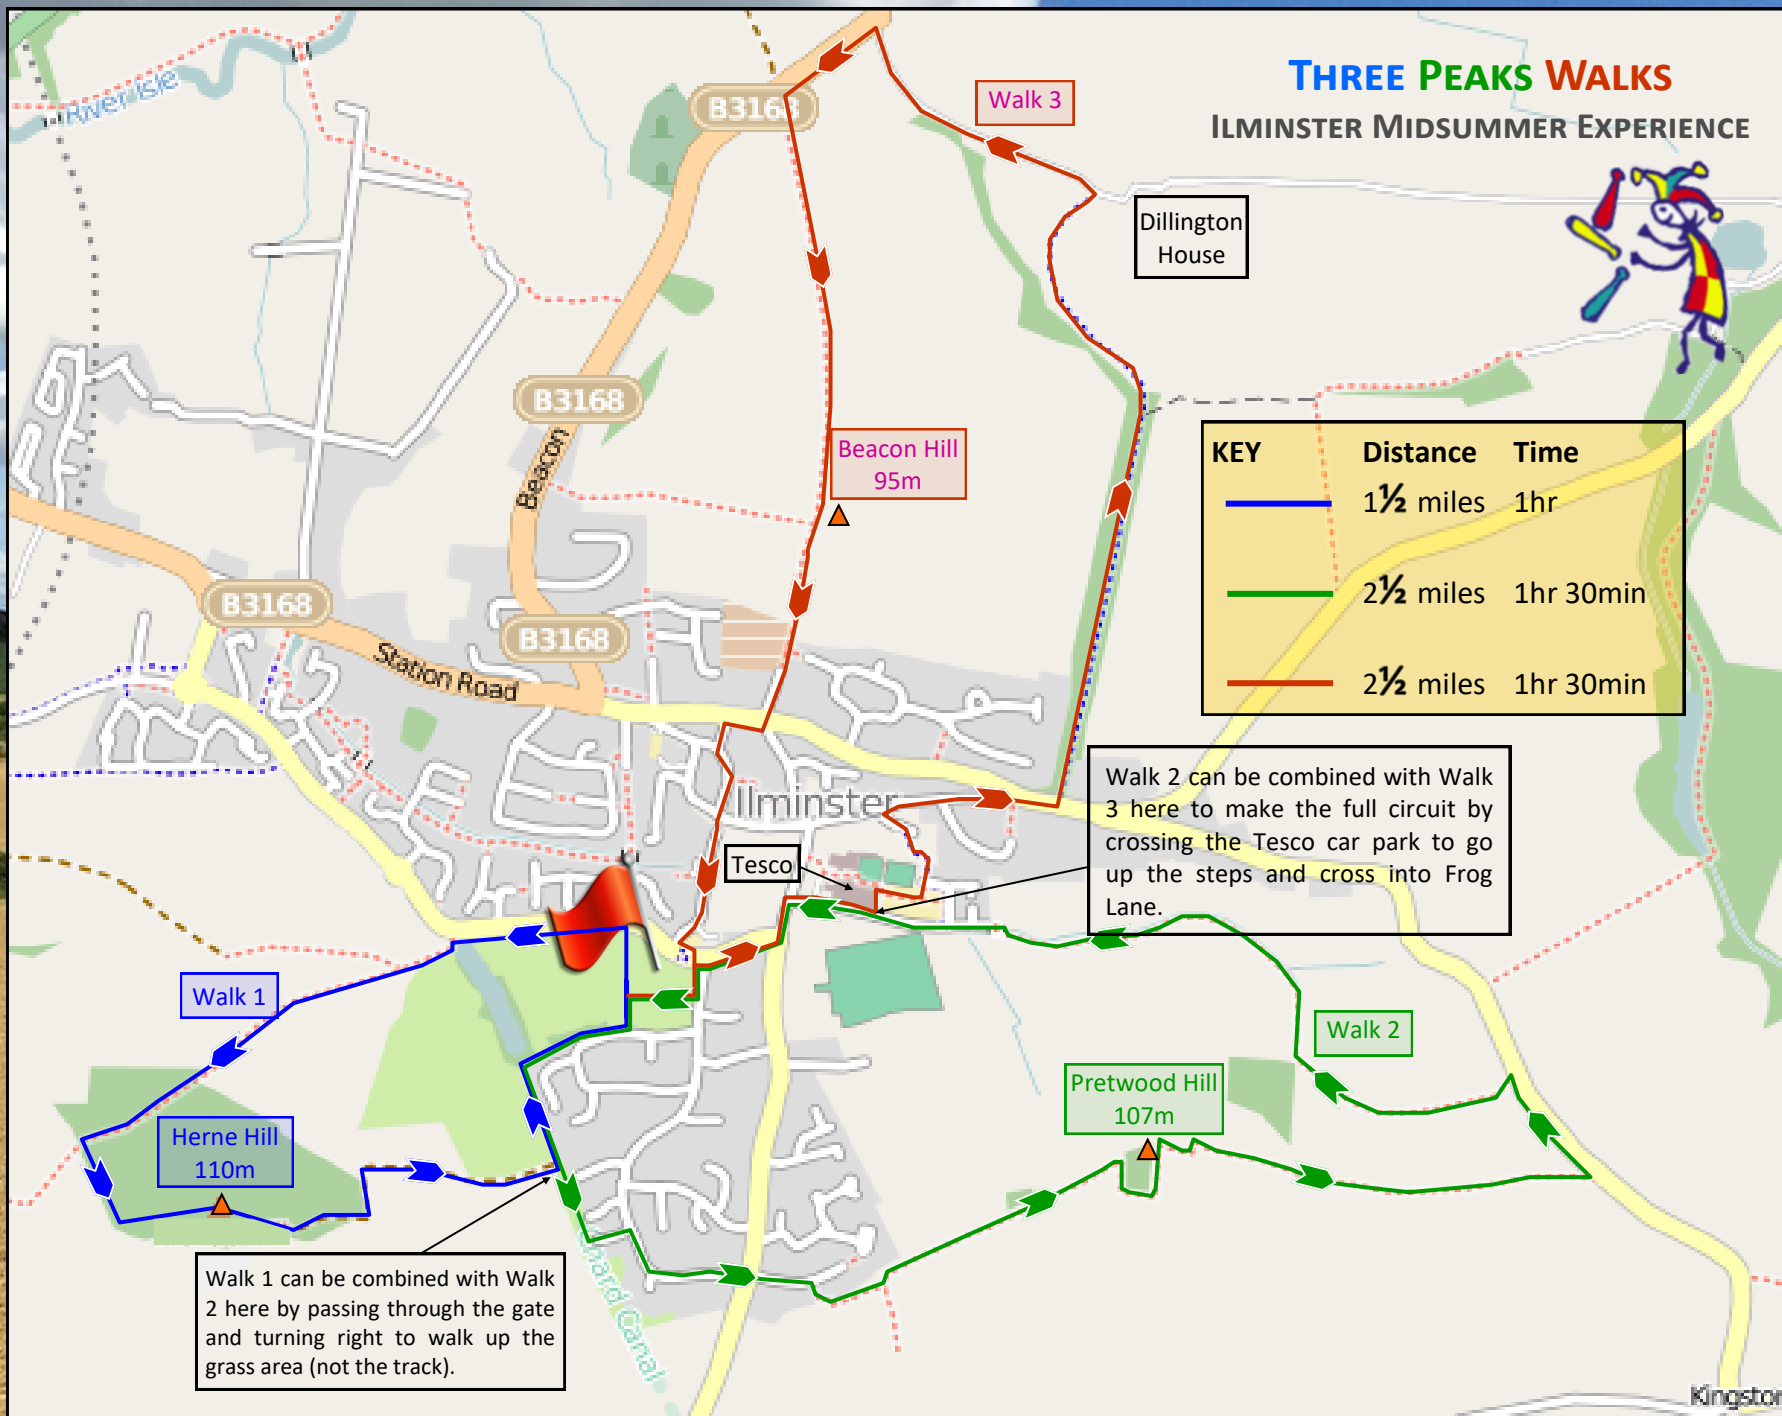 THREE PEAKS WALKS
ILMINSTER MIDSUMMER EXPERIENCE
River Isle
B3168
Walk 3
Dillington
House
B3168
Beacon
Beacon Hill
95m
KEY Distance Time
1½ miles 1hr
2½ miles 1hr 30min
2½ miles 1hr 30min
B3168
B3168
Station Road
Ilminster
Tesco
Walk 2 can be combined with Walk
3 here to make the full circuit by
crossing the Tesco car park to go
up the steps and cross into Frog
Lane.
Walk 1
Walk 2
Pretwood Hill
107m
Herne Hill
110m
Walk 1 can be combined with Walk
2 here by passing through the gate
and turning right to walk up the
grass area (not the track).
hard Canal
Kingston